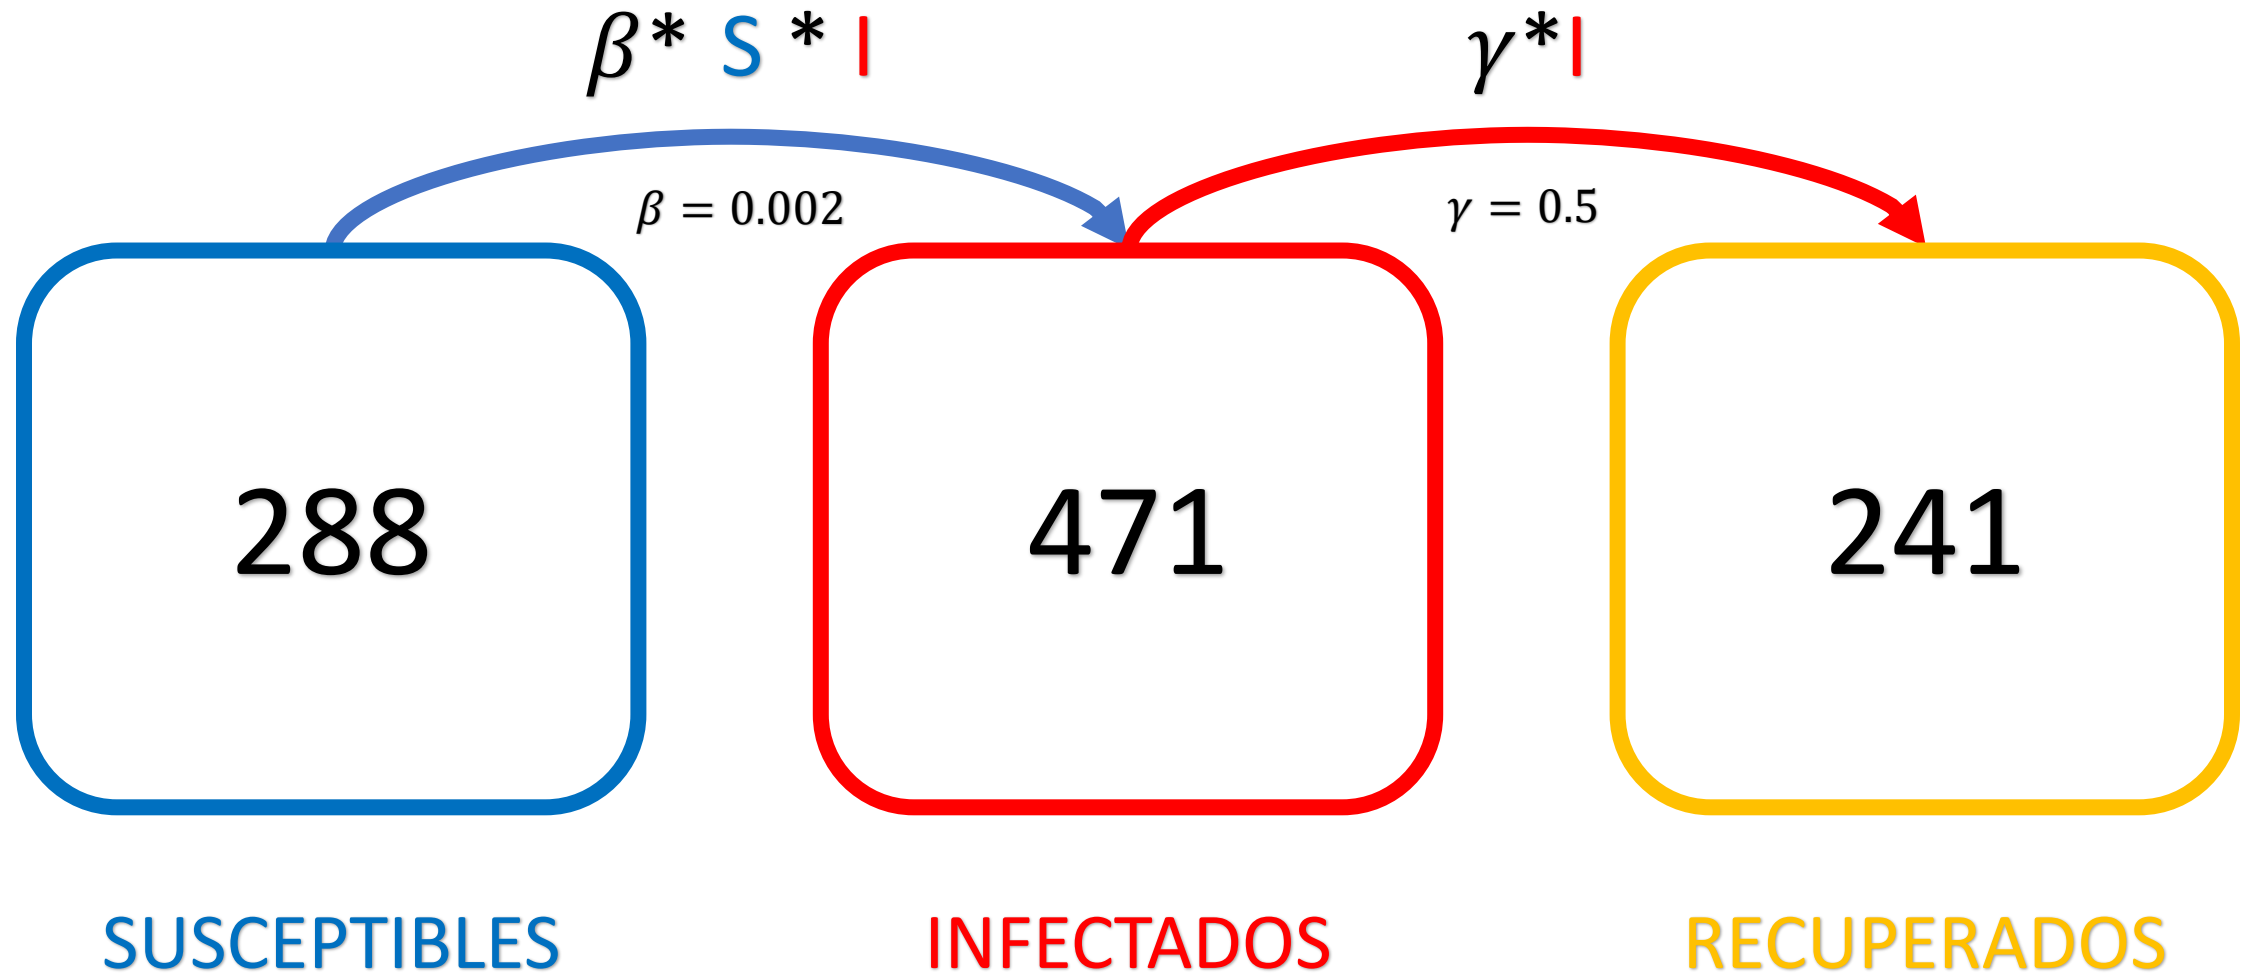 β* S * I
γ*I
β = 0.002
γ = 0.5
288
471
241
SUSCEPTIBLES
INFECTADOS
RECUPERADOS